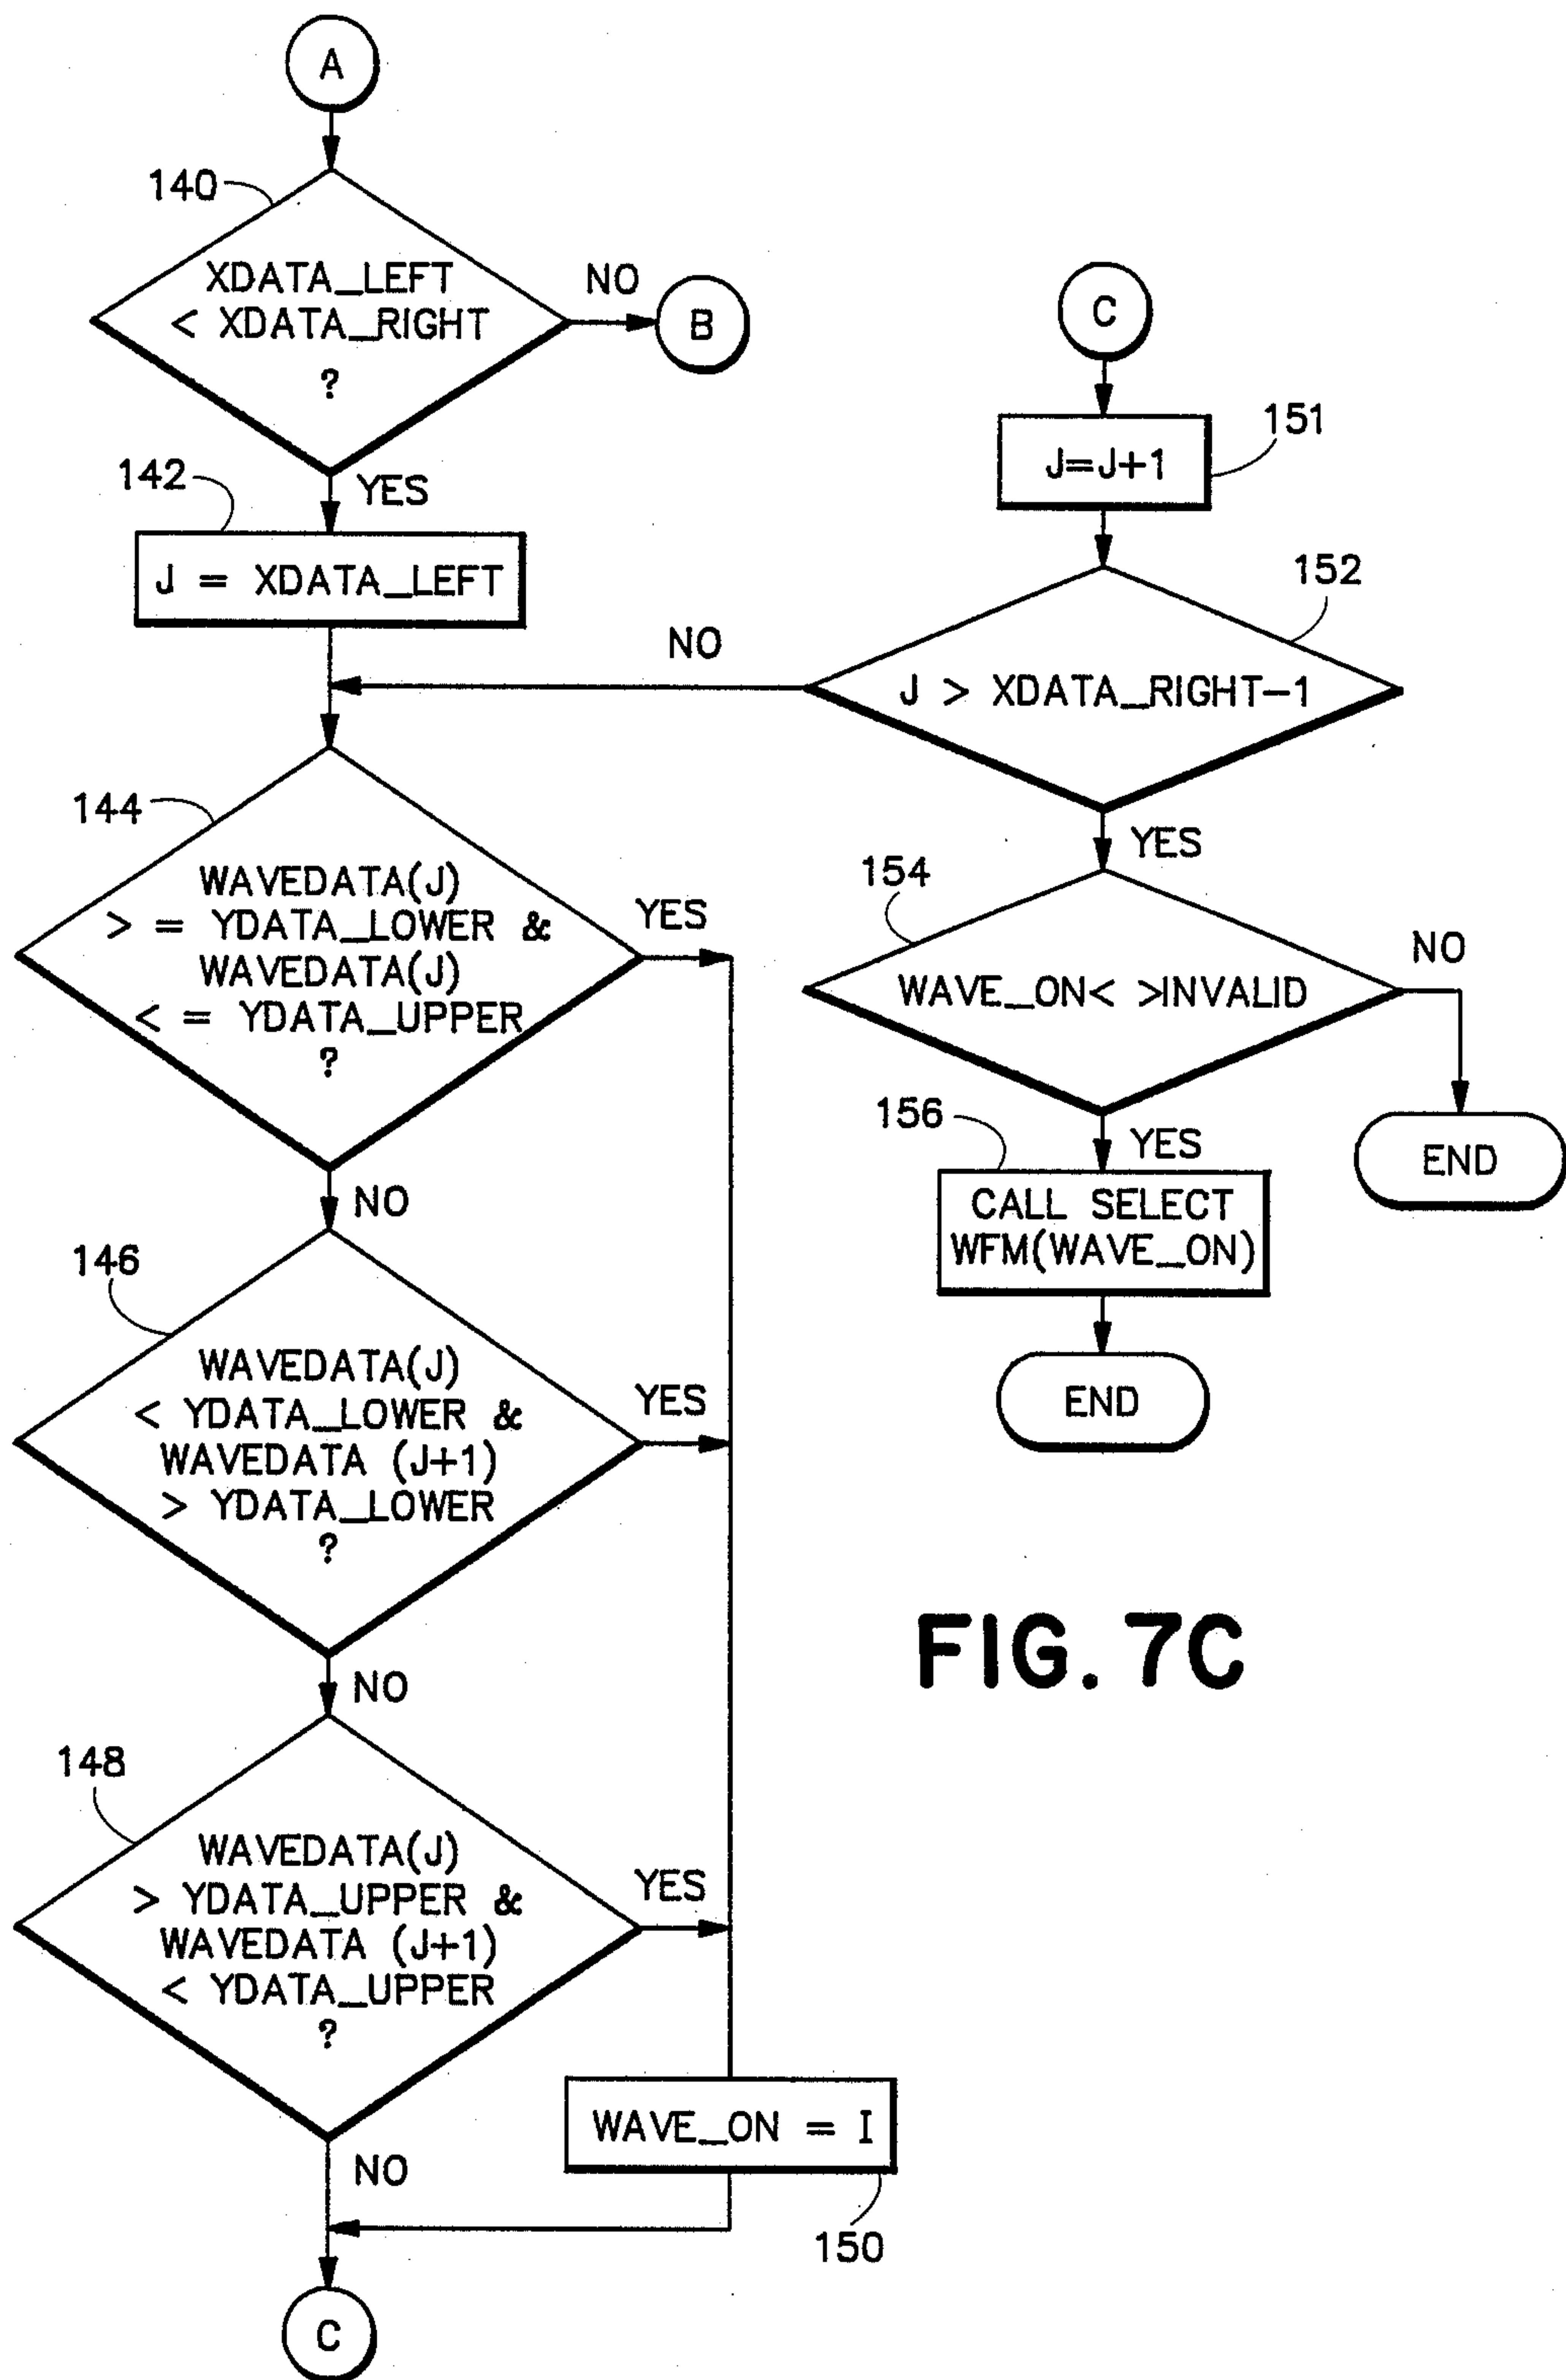 A
140
XDATA_LEFT
< XDATA_RIGHT
?
NO
B
YES
142
J = XDATA_LEFT
144
WAVEDATA(J)
> = YDATA_LOWER &
WAVEDATA(J)
< = YDATA_UPPER
?
YES
NO
146
WAVEDATA(J)
< YDATA_LOWER &
WAVEDATA (J+1)
> YDATA_LOWER
?
YES
NO
148
WAVEDATA(J)
> YDATA_UPPER &
WAVEDATA (J+1)
< YDATA_UPPER
?
YES
NO
WAVE_ON = I
150
C
C
J=J+1
151
152
J > XDATA_RIGHT-1
NO
YES
154
WAVE_ON< >INVALID
NO
END
YES
156
CALL SELECT
WFM(WAVE_ON)
END
FIG. 7C